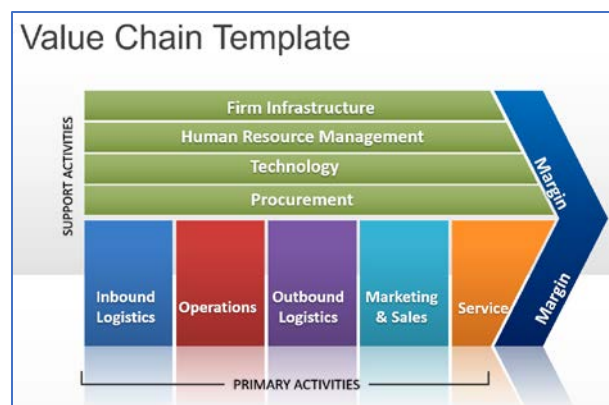 Value Chain Template
SUPPORT ACTIVITIES
Firm Infrastructure
Human Resource Management
Technology
Procurement
Margin
Margin
Inbound
Logistics
Operations
Outbound
Logistics
Marketing
& Sales
Service
PRIMARY ACTIVITIES